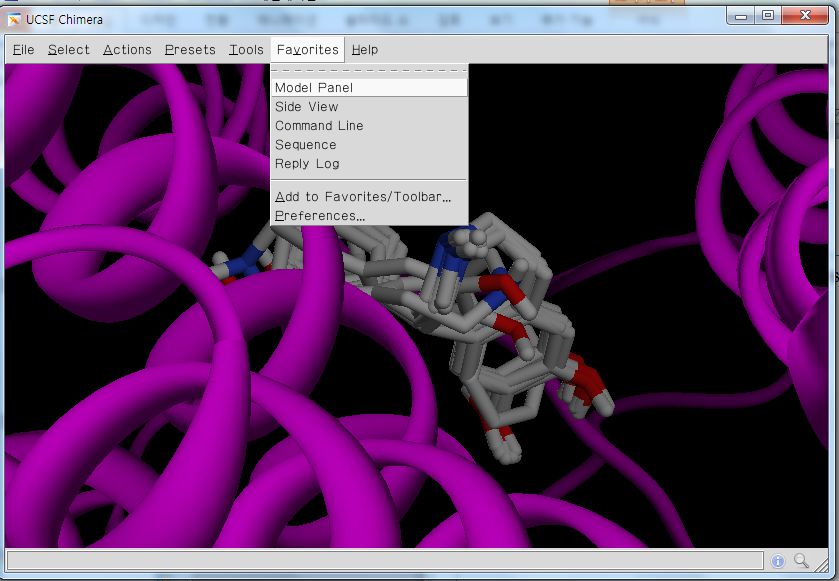 UCSF Chimera
File Select Actions Presets Tools Favorites Help
Model Panel
Side View
Command Line
Sequence
Reply Log
Add to Favorites/Toolbar...
Preferences...